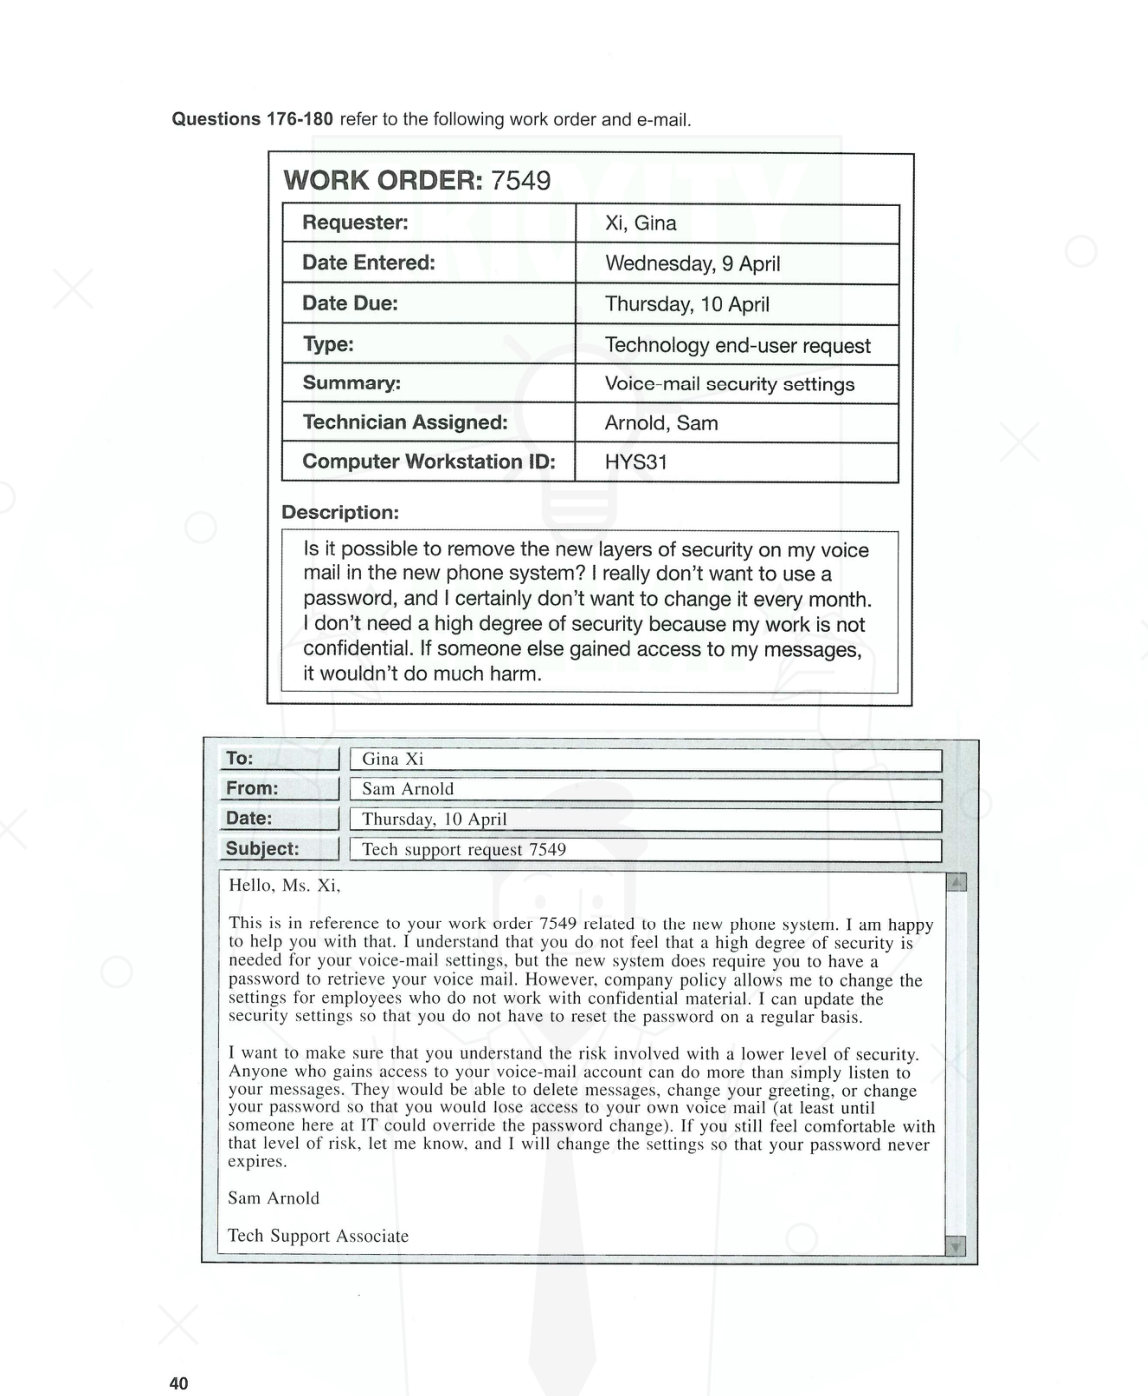 Questions 176-180 refer to the following work order and e-mail.
WORK ORDER: 7549
Requester: Xi, Gina
Date Entered: Wednesday, 9 April
Date Due: Thursday, 10 April
Type: Technology end-user request
Summary: Voice-mail security settings
Technician Assigned: Arnold, Sam
Computer Workstation ID: HYS31
Description:
Is it possible to remove the new layers of security on my voice
mail in the new phone system? I really don't want to use a
password, and I certainly don't want to change it every month.
I don't need a high degree of security because my work is not
confidential. If someone else gained access to my messages,
it wouldn't do much harm.
To: Gina Xi
From: Sam Arnold
Date: Thursday, 10 April
Subject: Tech support request 7549
Hello, Ms. Xi,
This is in reference to your work order 7549 related to the new phone system. I am happy
to help you with that. I understand that you do not feel that a high degree of security is
needed for your voice-mail settings, but the new system does require you to have a
password to retrieve your voice mail. However, company policy allows me to change the
settings for employees who do not work with confidential material. I can update the
security settings so that you do not have to reset the password on a regular basis.
I want to make sure that you understand the risk involved with a lower level of security.
Anyone who gains access to your voice-mail account can do more than simply listen to
your messages. They would be able to delete messages, change your greeting, or change
your password so that you would lose access to your own voice mail (at least until
someone here at IT could override the password change). If you still feel comfortable with
that level of risk, let me know, and I will change the settings so that your password never
expires.
Sam Arnold
Tech Support Associate
40